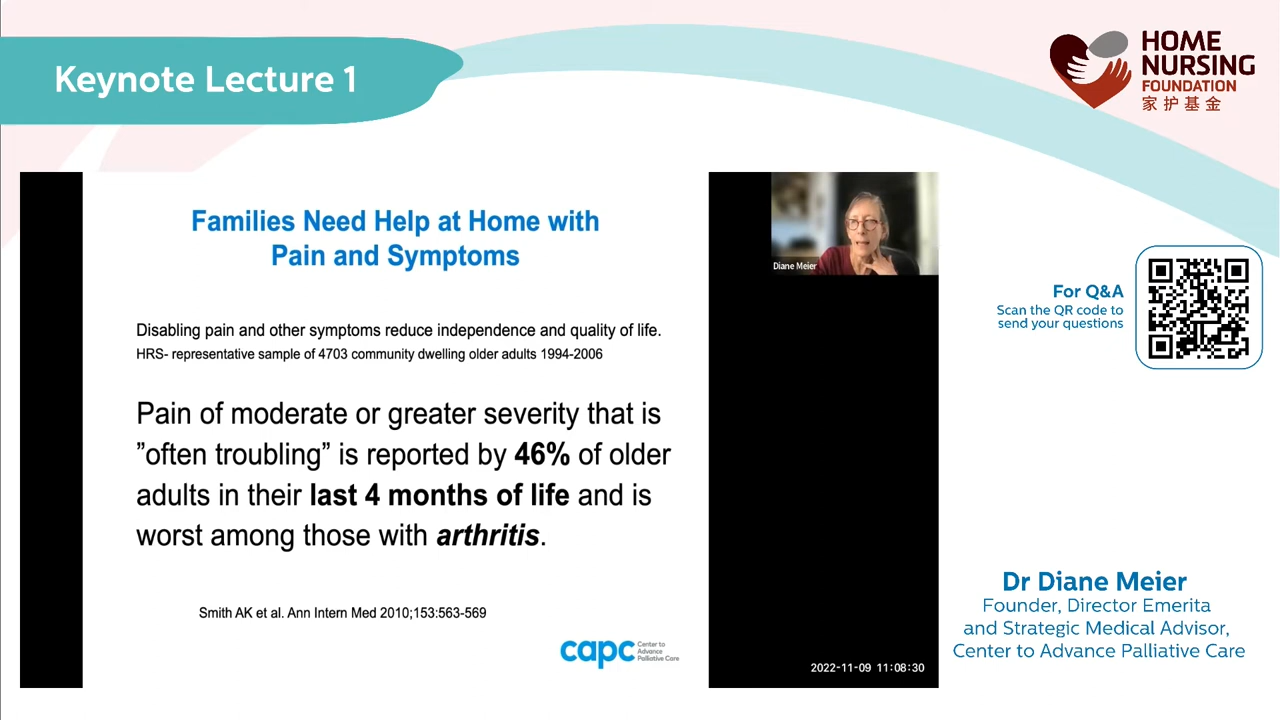 Keynote Lecture 1
HOME
NURSING
FOUNDATION
家护基金
Families Need Help at Home with
Pain and Symptoms
Disabling pain and other symptoms reduce independence and quality of life.
HRS- representative sample of 4703 community dwelling older adults 1994-2006
Pain of moderate or greater severity that is
”often troubling” is reported by 46% of older
adults in their last 4 months of life and is
worst among those with arthritis.
Smith AK et al. Ann Intern Med 2010;153:563-569
capc
Center to
Advance
Palliative Care
Diane Meier
2022-11-09 11:08:30
For Q&A
Scan the QR code to
send your questions
Dr Diane Meier
Founder, Director Emerita
and Strategic Medical Advisor,
Center to Advance Palliative Care